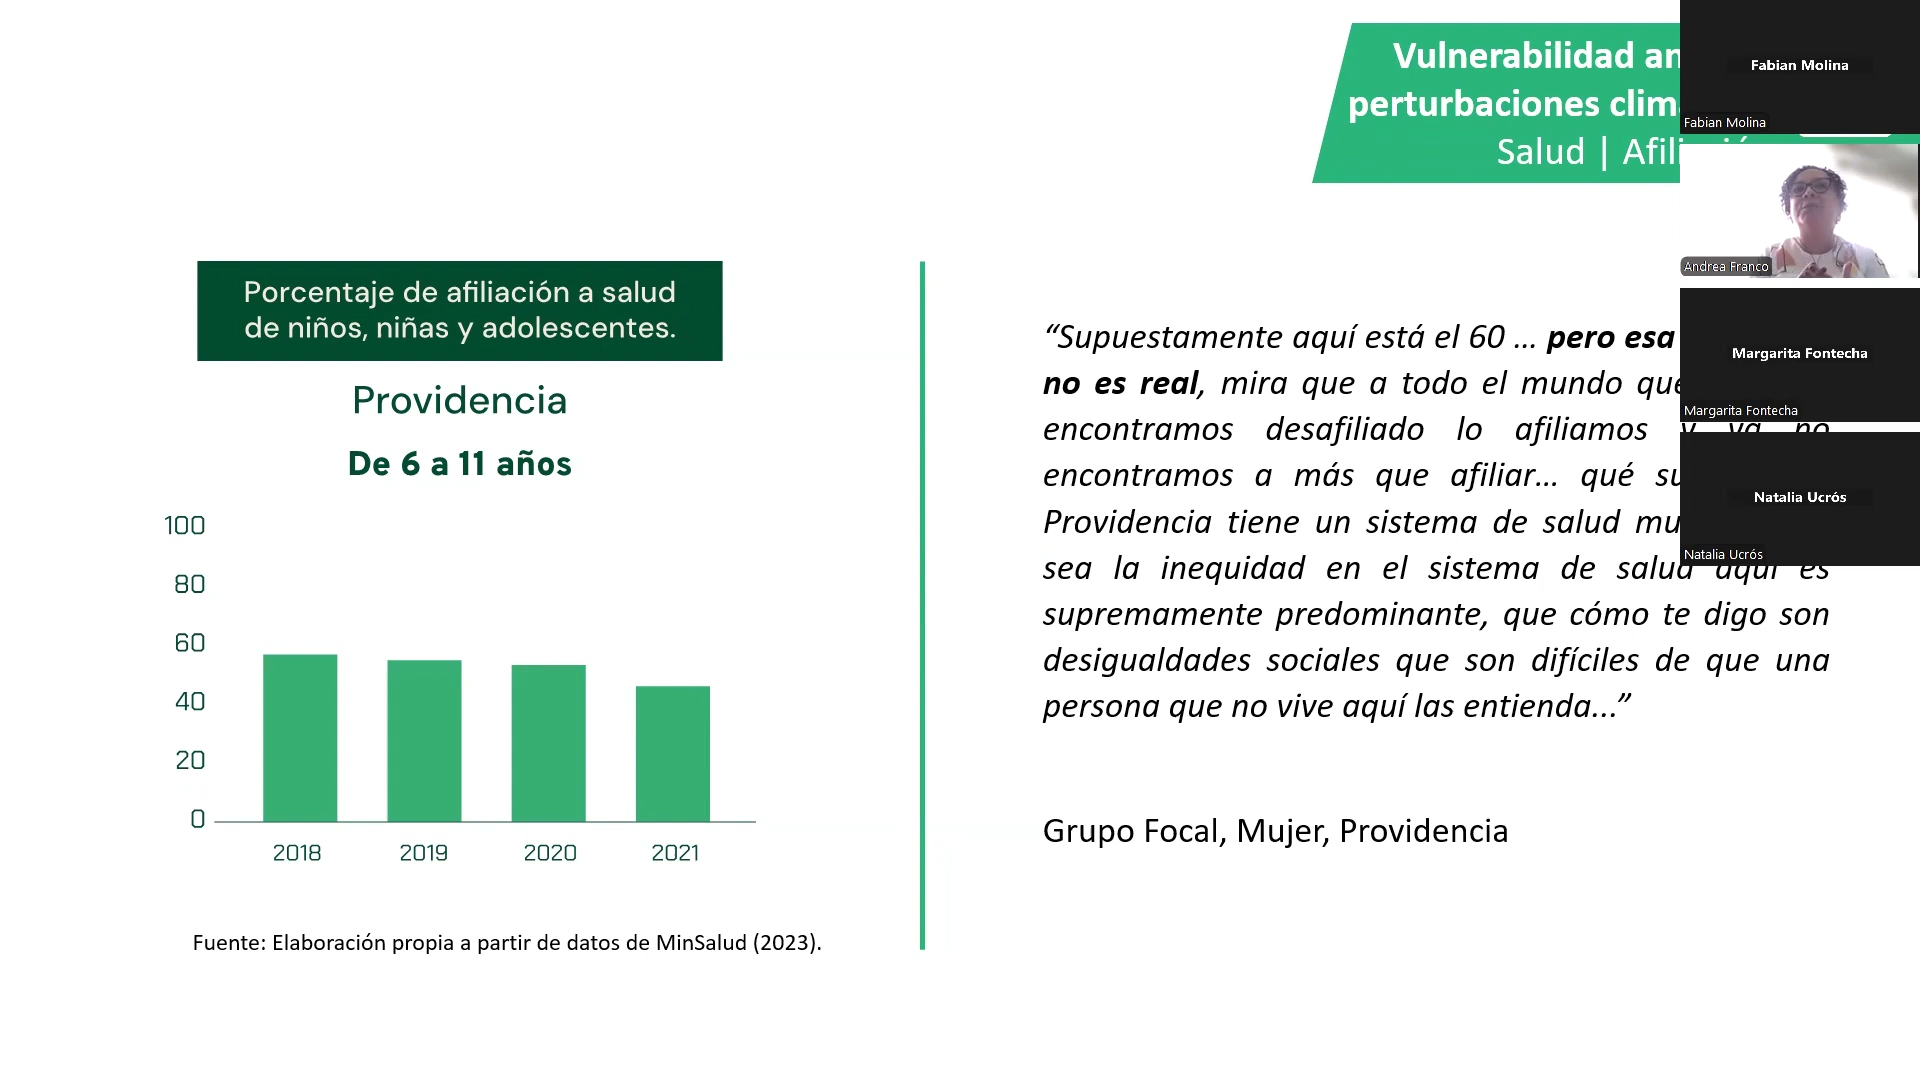 Vulnerabilidad
perturbaciones
Salud |
Fabian Molina
Fabian Molina
Andrea Franco
Margarita Fontecha
Margarita Fontecha
Natalia Ucrós
Natalia Ucrós
Porcentaje de afiliación a salud
de niños, niñas y adolescentes.
Providencia
De 6 a 11 años
100
80
60
40
20
0
2018
2019
2020
2021
Fuente: Elaboración propia a partir de datos de MinSalud (2023).
“Supuestamente aquí está el 60 ... pero esa
no es real, mira que a todo el mundo que
encontramos desafiliado lo afiliamos y ya no
encontramos a más que afiliar... qué
Providencia tiene un sistema de salud
sea la inequidad en el sistema de salud aquí es
supremamente predominante, que cómo te digo son
desigualdades sociales que son difíciles de que una
persona que no vive aquí las entienda...”
Grupo Focal, Mujer, Providencia